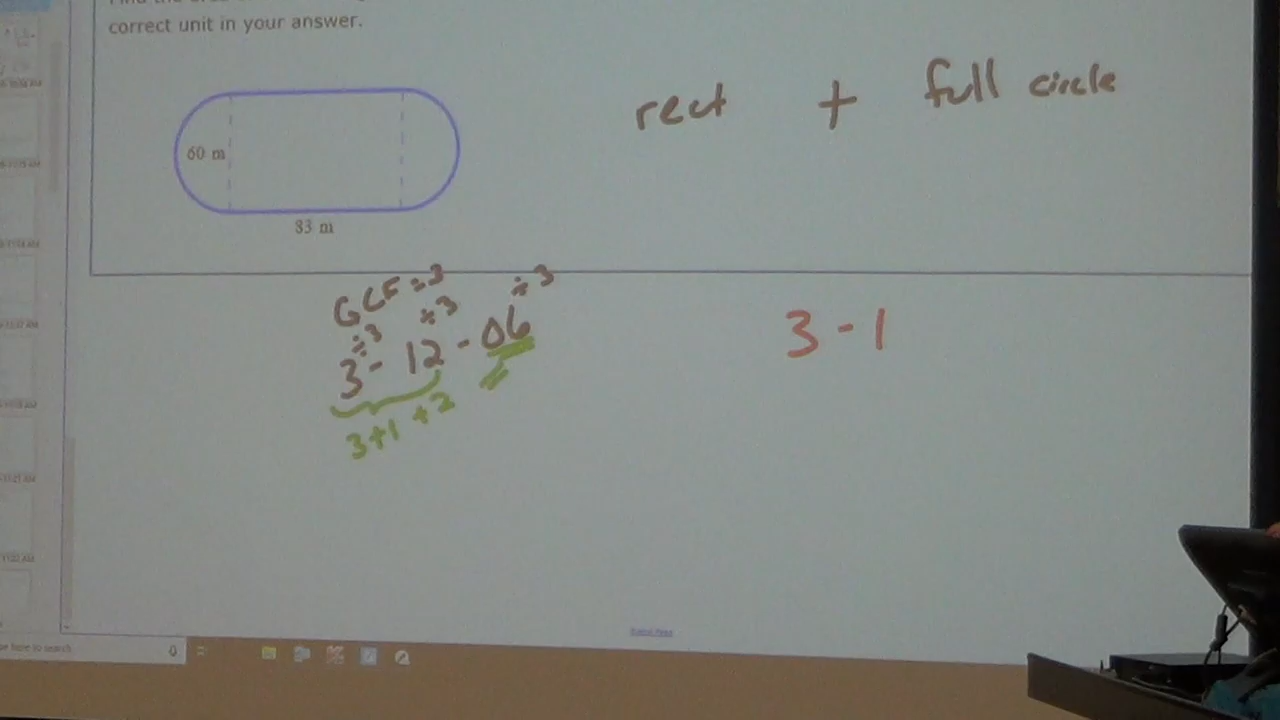 correct unit in your answer.
rect + full circle
60 m
83 m
GCF = 3
÷3 ÷3 ÷3
3 - 12 - 06
3+1+2
3 - 1